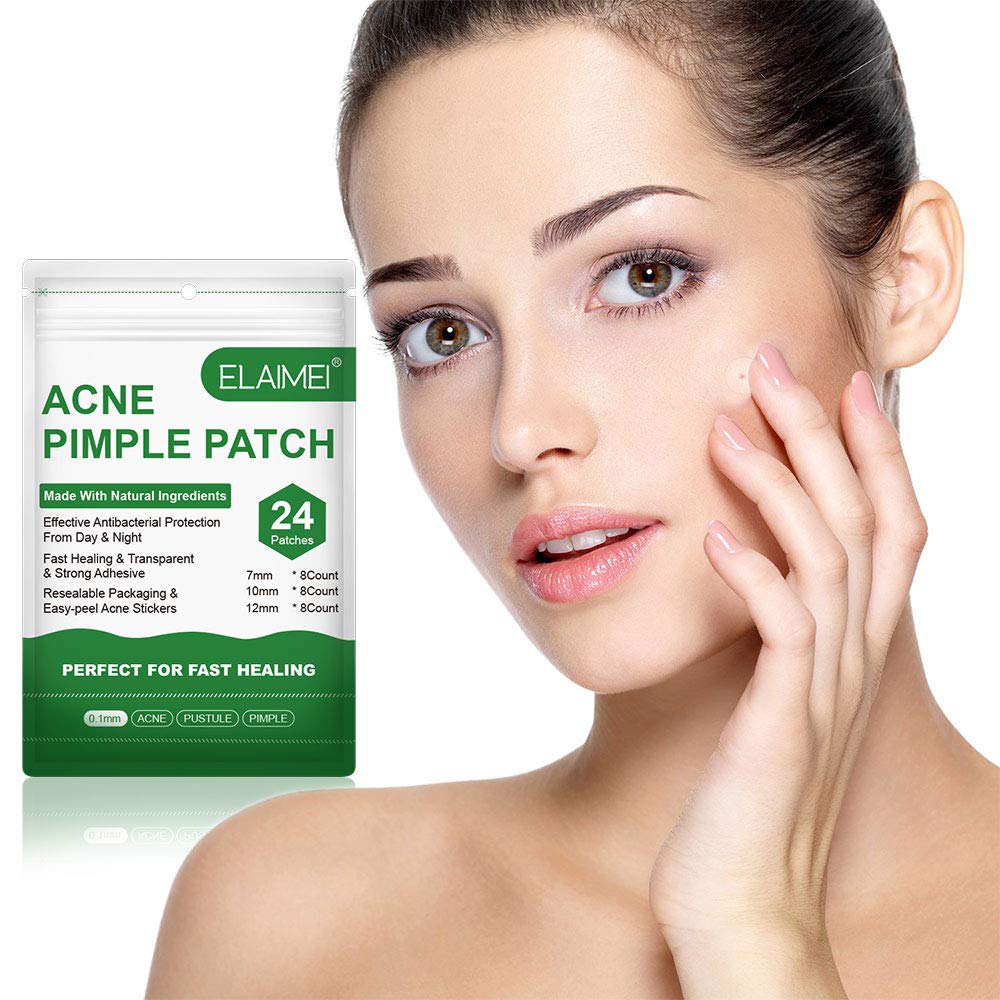 ELAIMEI®
ACNE
PIMPLE PATCH
Made With Natural Ingredients
Effective Antibacterial Protection
From Day & Night
Fast Healing & Transparent
& Strong Adhesive
Resealable Packaging &
Easy-peel Acne Stickers
24
Patches
7mm * 8Count
10mm * 8Count
12mm * 8Count
PERFECT FOR FAST HEALING
0.1mm ACNE PUSTULE PIMPLE